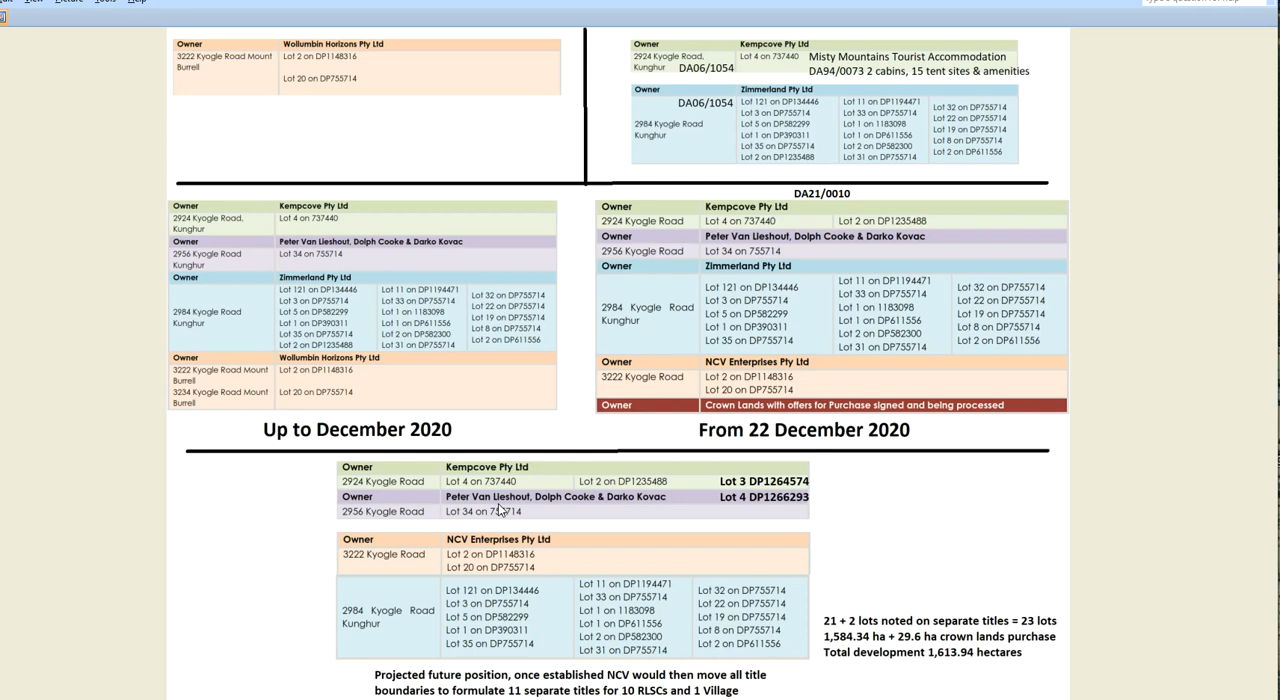 Edit View Picture Tools Help
Owner Wollumbin Horizons Pty Ltd
3222 Kyogle Road Mount Lot 2 on DP1148316
Burrell
Lot 20 on DP755714
Owner Kempcove Pty Ltd
2924 Kyogle Road, Lot 4 on 737440 Misty Mountains Tourist Accommodation
Kunghur DA06/1054 DA94/0073 2 cabins, 15 tent sites & amenities
Owner Zimmerland Pty Ltd
DA06/1054
2984 Kyogle Road
Kunghur
Lot 121 on DP134446
Lot 3 on DP755714
Lot 5 on DP582299
Lot 1 on DP390311
Lot 35 on DP755714
Lot 2 on DP1235488
Lot 11 on DP1194471
Lot 33 on DP755714
Lot 1 on 1183098
Lot 1 on DP611556
Lot 2 on DP582300
Lot 31 on DP755714
Lot 32 on DP755714
Lot 22 on DP755714
Lot 19 on DP755714
Lot 8 on DP755714
Lot 2 on DP611556
Owner Kempcove Pty Ltd
2924 Kyogle Road, Lot 4 on 737440
Kunghur
Owner Peter Van Lieshout, Dolph Cooke & Darko Kovac
2956 Kyogle Road Lot 34 on 755714
Kunghur
Owner Zimmerland Pty Ltd
2984 Kyogle Road
Kunghur
Lot 121 on DP134446
Lot 3 on DP755714
Lot 5 on DP582299
Lot 1 on DP390311
Lot 35 on DP755714
Lot 2 on DP1235488
Lot 11 on DP1194471
Lot 33 on DP755714
Lot 1 on 1183098
Lot 1 on DP611556
Lot 2 on DP582300
Lot 31 on DP755714
Lot 32 on DP755714
Lot 22 on DP755714
Lot 19 on DP755714
Lot 8 on DP755714
Lot 2 on DP611556
Owner Wollumbin Horizons Pty Ltd
3222 Kyogle Road Mount Lot 2 on DP1148316
Burrell
3234 Kyogle Road Mount Lot 20 on DP755714
Burrell
Up to December 2020
DA21/0010
Owner Kempcove Pty Ltd
2924 Kyogle Road Lot 4 on 737440 Lot 2 on DP1235488
Owner Peter Van Lieshout, Dolph Cooke & Darko Kovac
2956 Kyogle Road Lot 34 on 755714
Owner Zimmerland Pty Ltd
2984 Kyogle Road
Kunghur
Lot 121 on DP134446
Lot 3 on DP755714
Lot 5 on DP582299
Lot 1 on DP390311
Lot 35 on DP755714
Lot 11 on DP1194471
Lot 33 on DP755714
Lot 1 on 1183098
Lot 1 on DP611556
Lot 2 on DP582300
Lot 31 on DP755714
Lot 32 on DP755714
Lot 22 on DP755714
Lot 19 on DP755714
Lot 8 on DP755714
Lot 2 on DP611556
Owner NCV Enterprises Pty Ltd
3222 Kyogle Road Lot 2 on DP1148316
Lot 20 on DP755714
Owner Crown Lands with offers for Purchase signed and being processed
From 22 December 2020
Owner Kempcove Pty Ltd
2924 Kyogle Road Lot 4 on 737440 Lot 2 on DP1235488 Lot 3 DP1264574
Owner Peter Van Lieshout, Dolph Cooke & Darko Kovac Lot 4 DP1266293
2956 Kyogle Road Lot 34 on
Owner NCV Enterprises Pty Ltd
3222 Kyogle Road Lot 2 on DP1148316
Lot 20 on DP755714
2984 Kyogle Road
Kunghur
Lot 121 on DP134446
Lot 3 on DP755714
Lot 5 on DP582299
Lot 1 on DP390311
Lot 35 on DP755714
Lot 11 on DP1194471
Lot 33 on DP755714
Lot 1 on 1183098
Lot 1 on DP611556
Lot 2 on DP582300
Lot 31 on DP755714
Lot 32 on DP755714
Lot 22 on DP755714
Lot 19 on DP755714
Lot 8 on DP755714
Lot 2 on DP611556
21 + 2 lots noted on separate titles = 23 lots
1,584.34 ha + 29.6 ha crown lands purchase
Total development 1,613.94 hectares
Projected future position, once established NCV would then move all title
boundaries to formulate 11 separate titles for 10 RLSCs and 1 Village